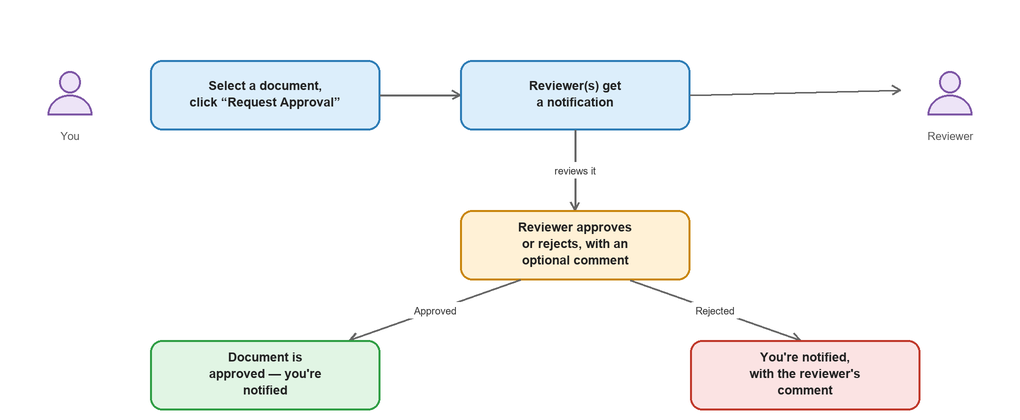 Select a document,
click “Request Approval”
Reviewer(s) get
a notification
You
Reviewer
reviews it
Reviewer approves
or rejects, with an
optional comment
Approved
Rejected
Document is
approved — you're
notified
You're notified,
with the reviewer's
comment